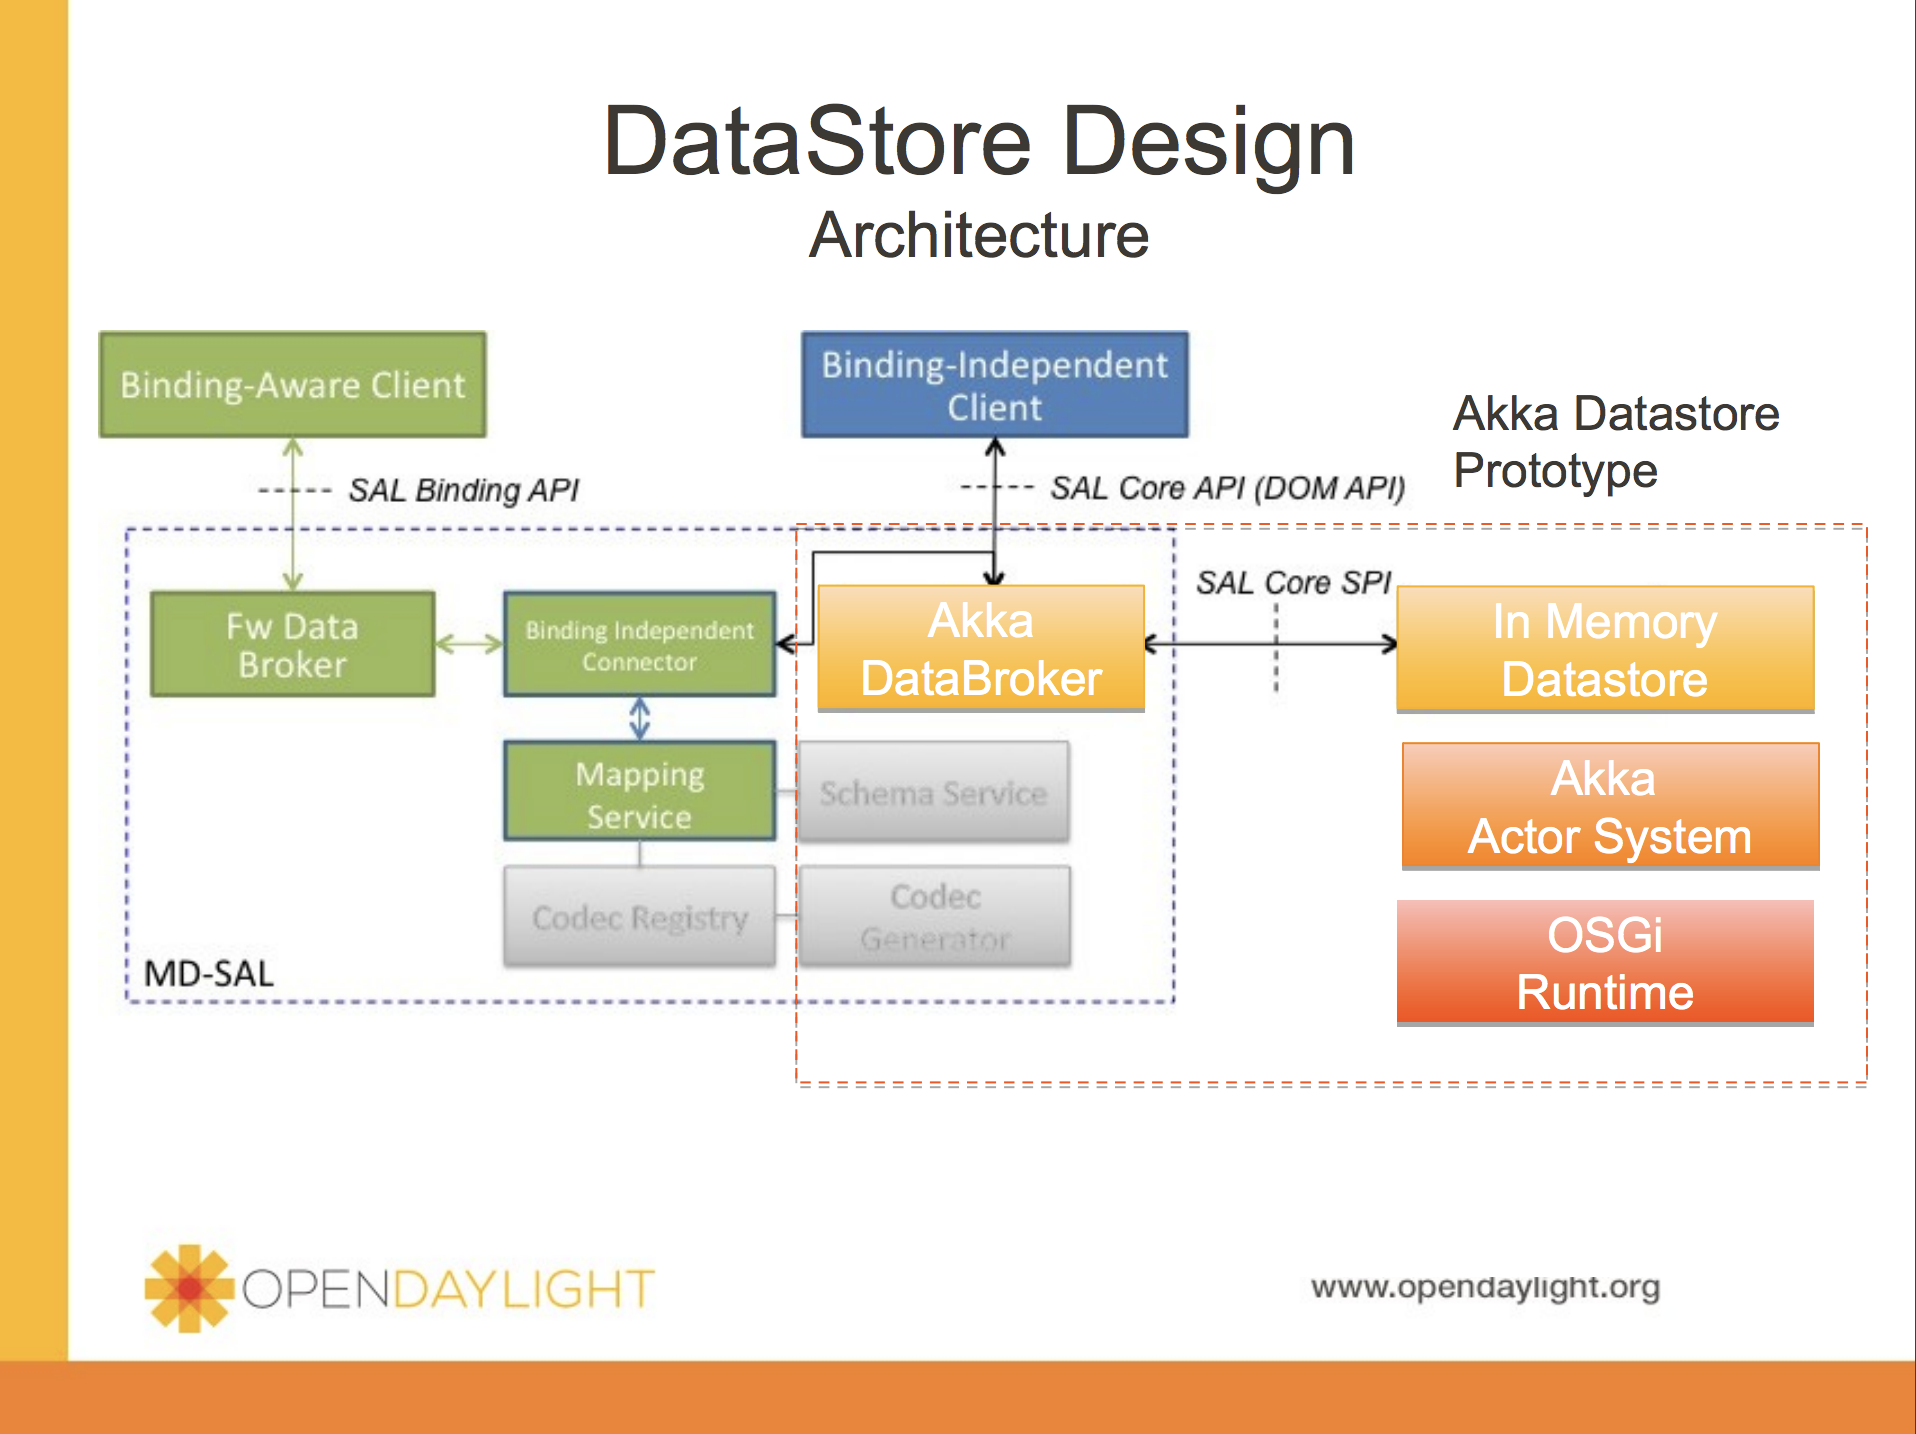 DataStore Design
Architecture
Binding-Aware Client
Binding-Independent
Client
Akka Datastore
Prototype
SAL Binding API
SAL Core API (DOM API)
SAL Core SPI
Fw Data
Broker
Binding Independent
Connector
Akka
DataBroker
In Memory
Datastore
Mapping
Service
Schema Service
Akka
Actor System
Codec Registry
Codec
Generator
OSGi
Runtime
MD-SAL
OPENDAYLIGHT
www.opendaylight.org